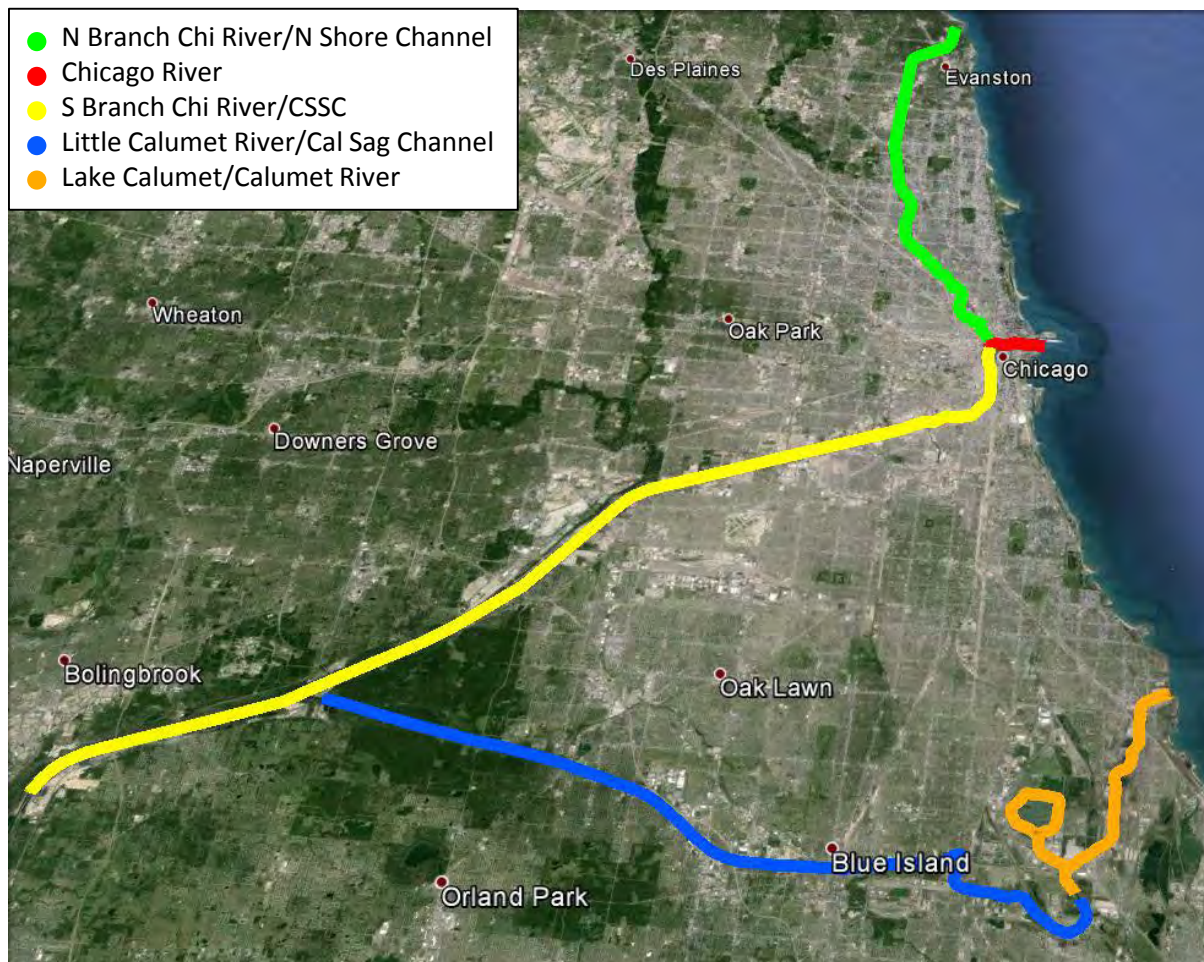 N Branch Chi River/N Shore Channel
Chicago River
S Branch Chi River/CSSC
Little Calumet River/Cal Sag Channel
Lake Calumet/Calumet River
Des Plaines
Evanston
Wheaton
Oak Park
Chicago
Downers Grove
Naperville
Bolingbrook
Oak Lawn
Blue Island
Orland Park